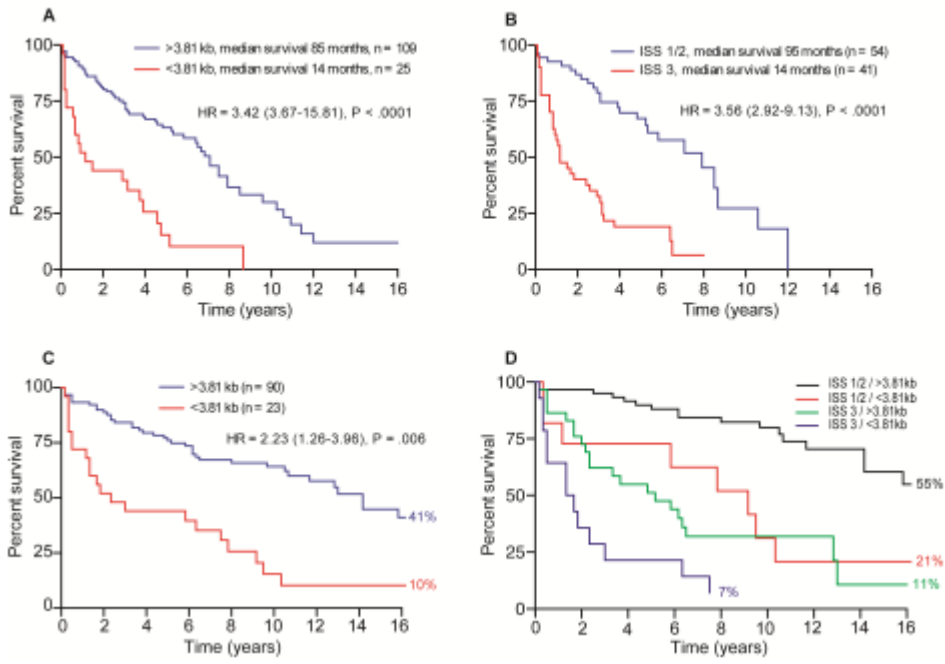 A
>3.81 kb, median survival 85 months, n = 109
<3.81 kb, median survival 14 months, n = 25
HR = 3.42 (3.67-15.81), P < .0001
Percent survival
100
75
50
25
0
0 2 4 6 8 10 12 14 16
Time (years)
B
ISS 1/2, median survival 95 months (n = 54)
ISS 3, median survival 14 months (n = 41)
HR = 3.56 (2.92-9.13), P < .0001
Percent survival
100
75
50
25
0
0 2 4 6 8 10 12 14 16
Time (years)
C
>3.81 kb (n = 90)
<3.81 kb (n = 23)
HR = 2.23 (1.26-3.96), P = .006
41%
10%
Percent survival
100
75
50
25
0
0 2 4 6 8 10 12 14 16
Time (years)
D
ISS 1/2 / >3.81kb
ISS 1/2 / <3.81kb
ISS 3 / >3.81kb
ISS 3 / <3.81kb
55%
21%
11%
7%
Percent survival
100
75
50
25
0
0 2 4 6 8 10 12 14 16
Time (years)